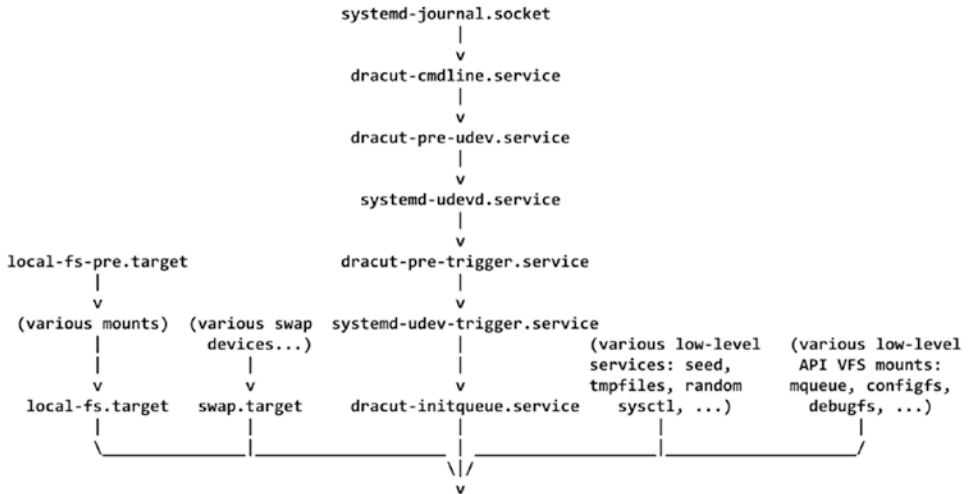 systemd-journal.socket
|
v
dracut-cmdline.service
|
v
dracut-pre-udev.service
|
v
systemd-udevd.service
|
v
local-fs-pre.target dracut-pre-trigger.service
| |
v v
(various mounts) (various swap systemd-udev-trigger.service
| devices...) | (various low-level (various low-level
| | | services: seed, API VFS mounts:
v v v tmpfiles, random mqueue, configfs,
local-fs.target swap.target dracut-initqueue.service sysctl, ...) debugfs, ...)
| | | | |
\_______________|____________________ | ____________________|___________________/
\|/
v